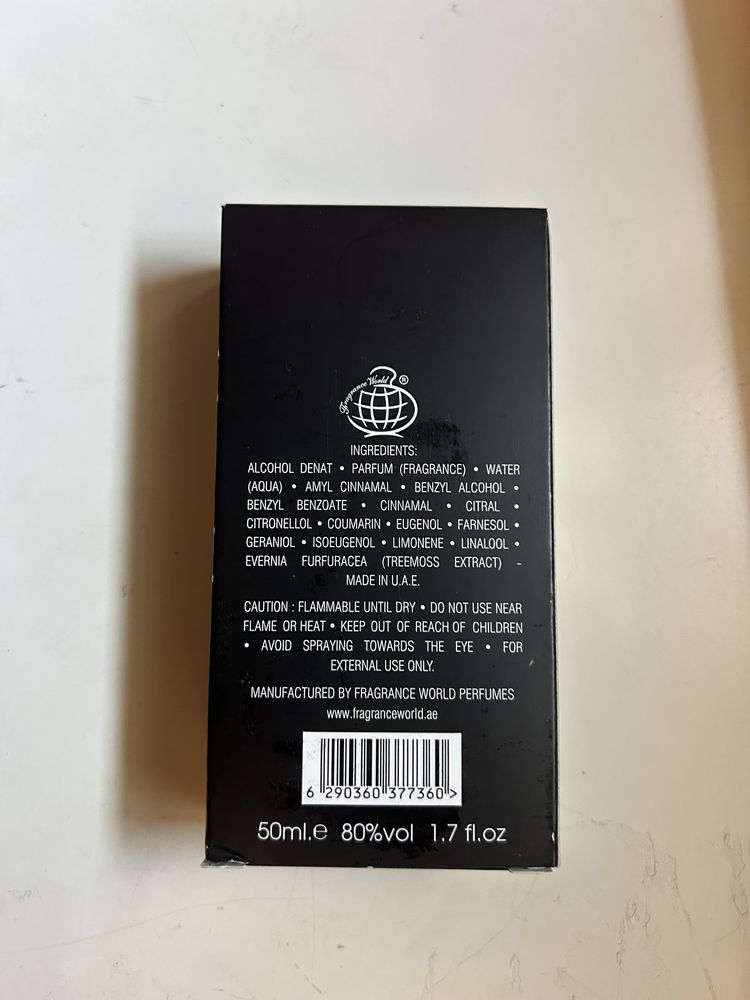 Fragrance World ®
INGREDIENTS:
ALCOHOL DENAT • PARFUM (FRAGRANCE) • WATER
(AQUA) • AMYL CINNAMAL • BENZYL ALCOHOL •
BENZYL BENZOATE • CINNAMAL • CITRAL •
CITRONELLOL • COUMARIN • EUGENOL • FARNESOL •
GERANIOL • ISOEUGENOL • LIMONENE • LINALOOL •
EVERNIA FURFURACEA (TREEMOSS EXTRACT) -
MADE IN U.A.E.
CAUTION : FLAMMABLE UNTIL DRY • DO NOT USE NEAR
FLAME OR HEAT • KEEP OUT OF REACH OF CHILDREN
• AVOID SPRAYING TOWARDS THE EYE • FOR
EXTERNAL USE ONLY.
MANUFACTURED BY FRAGRANCE WORLD PERFUMES
www.fragranceworld.ae
6 290360 377360 >
50ml.e 80%vol 1.7 fl.oz